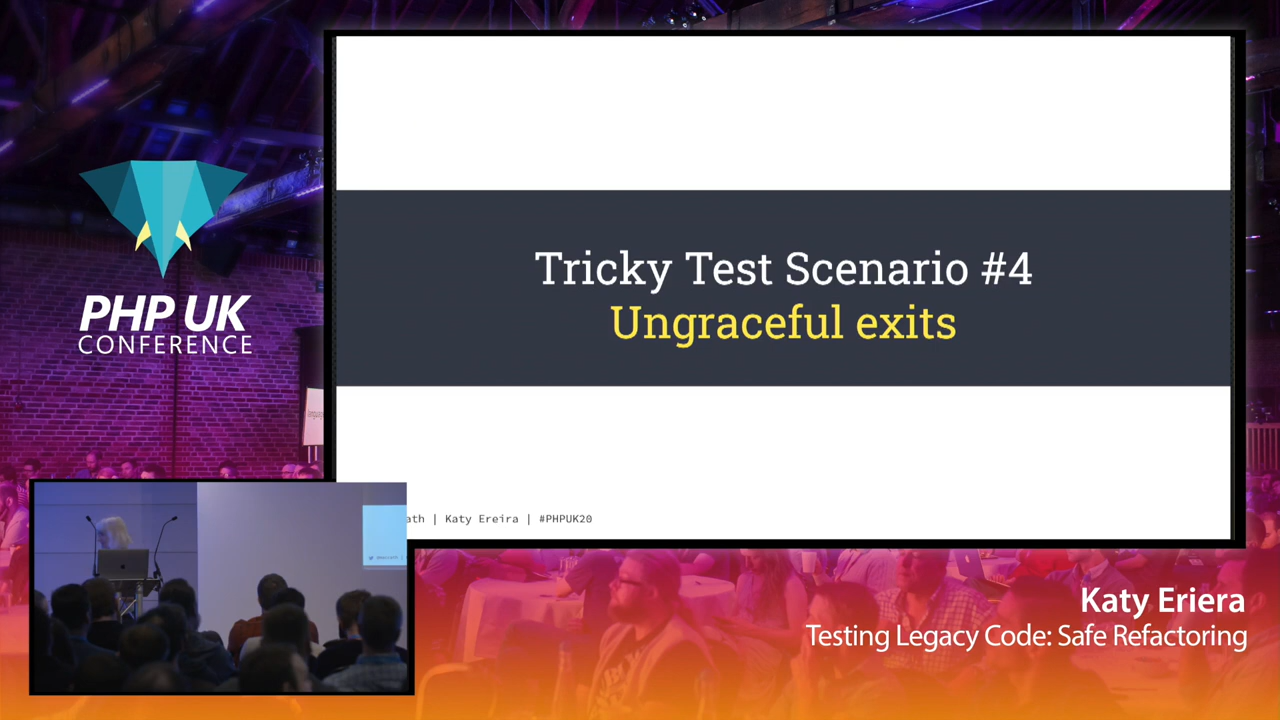 PHP UK
CONFERENCE
Tricky Test Scenario #4
Ungraceful exits
ath | Katy Ereira | #PHPUK20
Katy Eriera
Testing Legacy Code: Safe Refactoring